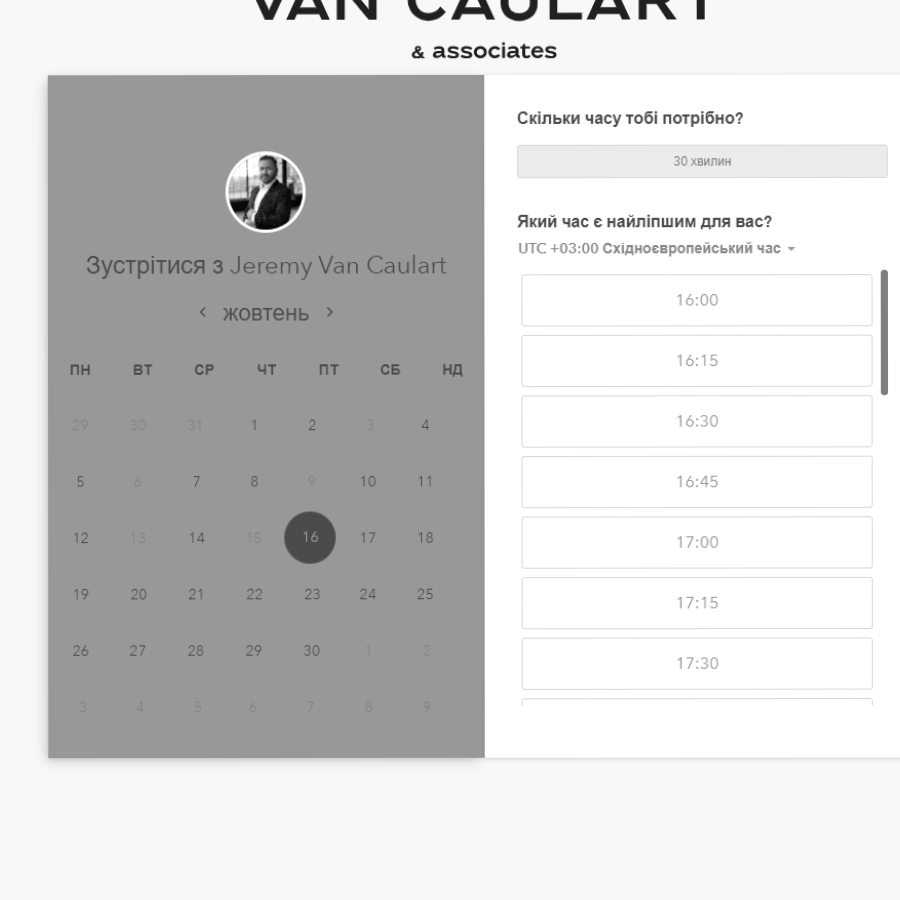 VAN CAULART
& associates
Зустрітися з Jeremy Van Caulart
‹ жовтень ›
ПН ВТ СР ЧТ ПТ СБ НД
29 30 31 1 2 3 4
5 6 7 8 9 10 11
12 13 14 15 16 17 18
19 20 21 22 23 24 25
26 27 28 29 30 1 2
3 4 5 6 7 8 9
Скільки часу тобі потрібно?
30 хвилин
Який час є найліпшим для вас?
UTC +03:00 Східноєвропейський час
16:00
16:15
16:30
16:45
17:00
17:15
17:30